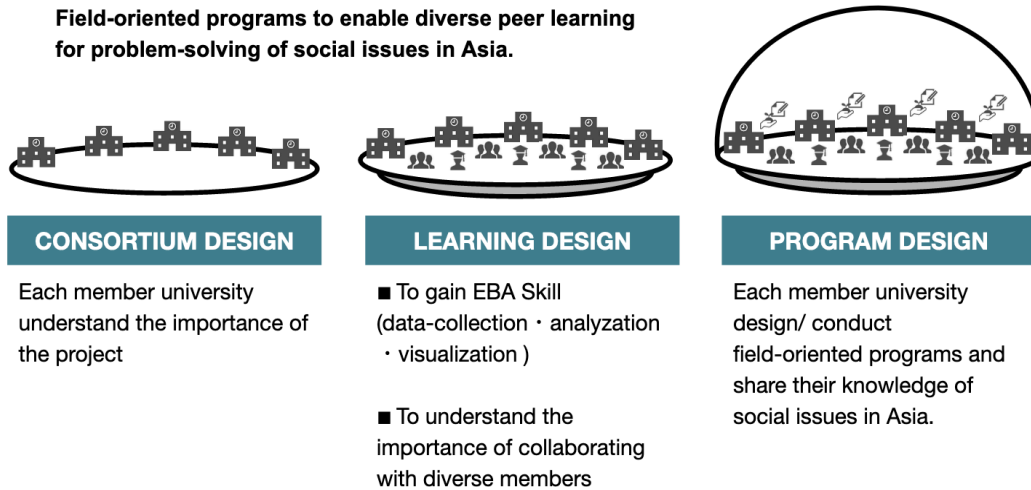 Field-oriented programs to enable diverse peer learning
for problem-solving of social issues in Asia.
CONSORTIUM DESIGN
Each member university
understand the importance of
the project
LEARNING DESIGN
■ To gain EBA Skill
(data-collection・analyzation
・visualization )
■ To understand the
importance of collaborating
with diverse members
PROGRAM DESIGN
Each member university
design/ conduct
field-oriented programs and
share their knowledge of
social issues in Asia.